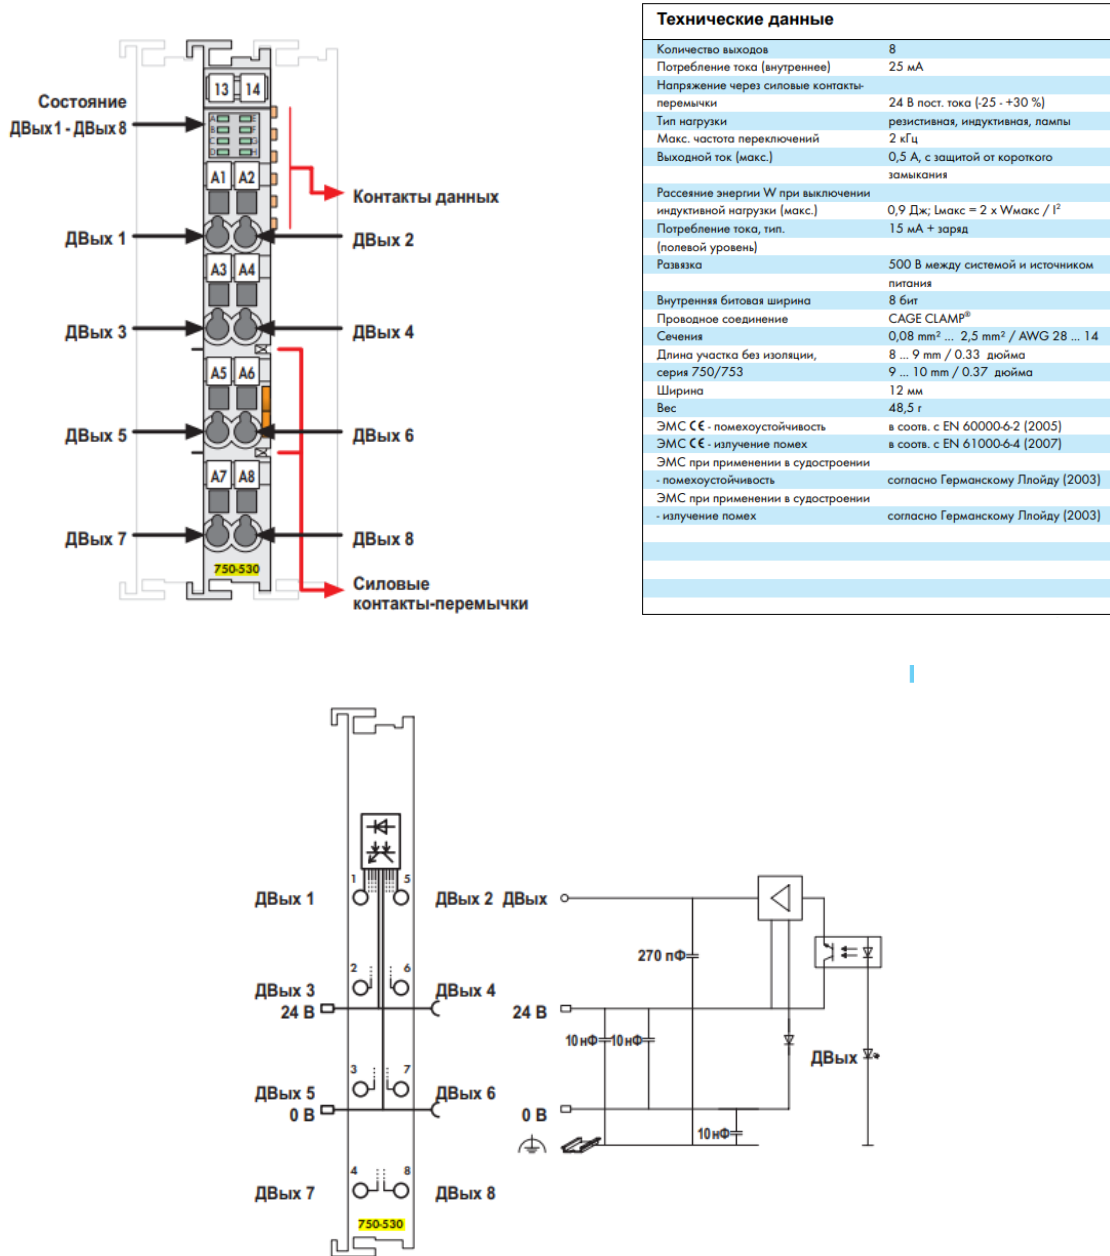 Технические данные
Количество выходов 8
Потребление тока (внутреннее) 25 мА
Напряжение через силовые контакты-
перемычки 24 В пост. тока (-25 - +30 %)
Тип нагрузки резистивная, индуктивная, лампы
Макс. частота переключений 2 кГц
Выходной ток (макс.) 0,5 А, с защитой от короткого
замыкания
Рассеяние энергии W при выключении
индуктивной нагрузки (макс.) 0,9 Дж; Lмакс = 2 x Wмакс / I²
Потребление тока, тип. 15 мА + заряд
(полевой уровень)
Развязка 500 В между системой и источником
питания
Внутренняя битовая ширина 8 бит
Проводное соединение CAGE CLAMP®
Сечения 0,08 mm² ... 2,5 mm² / AWG 28 ... 14
Длина участка без изоляции, 8 ... 9 mm / 0.33 дюйма
серия 750/753 9 ... 10 mm / 0.37 дюйма
Ширина 12 мм
Вес 48,5 г
ЭМС CE - помехоустойчивость в соотв. с EN 60000-6-2 (2005)
ЭМС CE - излучение помех в соотв. с EN 61000-6-4 (2007)
ЭМС при применении в судостроении
- помехоустойчивость согласно Германскому Ллойду (2003)
ЭМС при применении в судостроении
- излучение помех согласно Германскому Ллойду (2003)
13 14
Состояние
ДВых1 - ДВых 8
A E
B F
C G
D H
A1 A2
Контакты данных
ДВых 1 ДВых 2
A3 A4
ДВых 3 ДВых 4
A5 A6
ДВых 5 ДВых 6
A7 A8
ДВых 7 ДВых 8
750-530
Силовые
контакты-перемычки
1 5
ДВых 1 ДВых 2 ДВых
270 пФ
2 6
ДВых 3 ДВых 4
24 В 24 В
10 нФ 10 нФ
ДВых
3 7
ДВых 5 ДВых 6
0 В 0 В
10 нФ
4 8
ДВых 7 ДВых 8
750-530